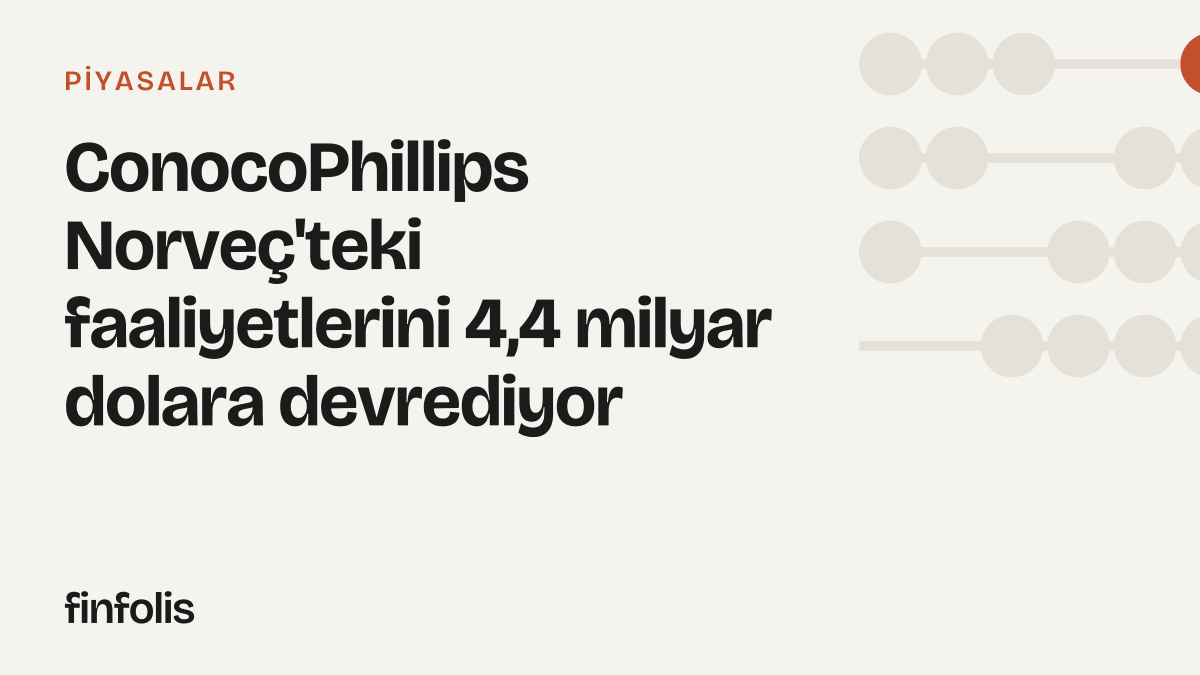 PİYASALAR
ConocoPhillips
Norveç'teki
faaliyetlerini 4,4 milyar
dolara devrediyor
finfolis